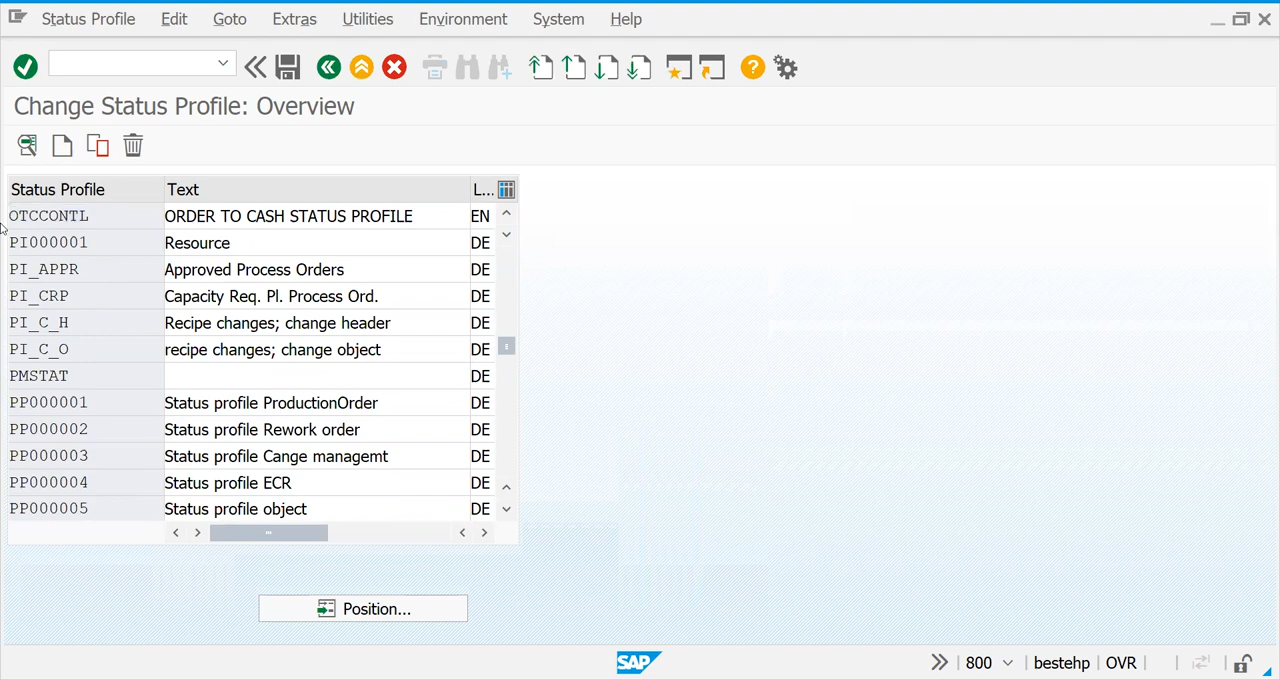 Status Profile Edit Goto Extras Utilities Environment System Help
Change Status Profile: Overview
Status Profile Text L...
OTCCONTL ORDER TO CASH STATUS PROFILE EN
PI000001 Resource DE
PI_APPR Approved Process Orders DE
PI_CRP Capacity Req. Pl. Process Ord. DE
PI_C_H Recipe changes; change header DE
PI_C_O recipe changes; change object DE
PMSTAT DE
PP000001 Status profile ProductionOrder DE
PP000002 Status profile Rework order DE
PP000003 Status profile Cange managemt DE
PP000004 Status profile ECR DE
PP000005 Status profile object DE
Position...
SAP 800 bestehp OVR